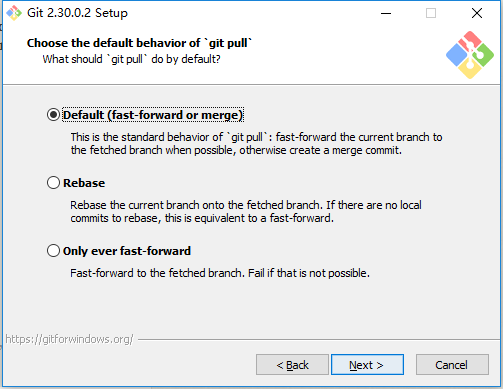 Git 2.30.0.2 Setup
Choose the default behavior of `git pull`
What should `git pull` do by default?
Default (fast-forward or merge)
This is the standard behavior of `git pull`: fast-forward the current branch to
the fetched branch when possible, otherwise create a merge commit.
Rebase
Rebase the current branch onto the fetched branch. If there are no local
commits to rebase, this is equivalent to a fast-forward.
Only ever fast-forward
Fast-forward to the fetched branch. Fail if that is not possible.
https://gitforwindows.org/
< Back Next > Cancel